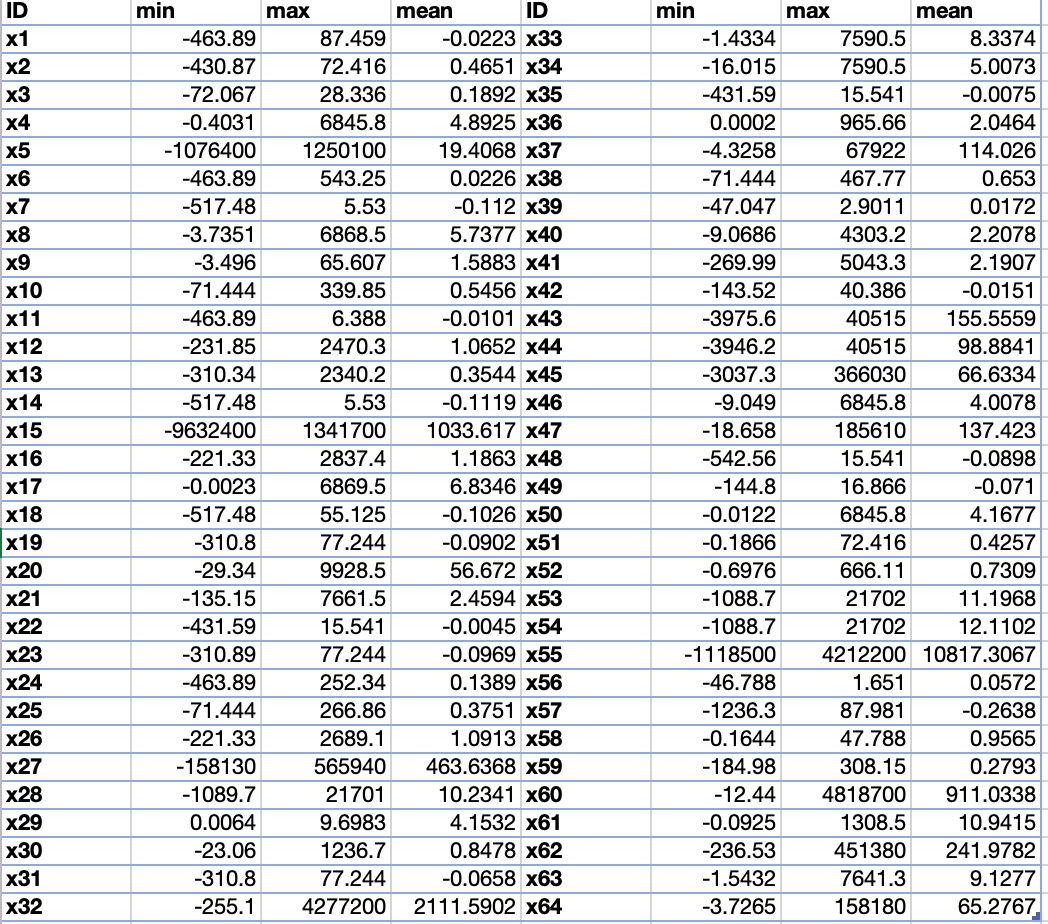 ID min max mean ID min max mean
x1 -463.89 87.459 -0.0223 x33 -1.4334 7590.5 8.3374
x2 -430.87 72.416 0.4651 x34 -16.015 7590.5 5.0073
x3 -72.067 28.336 0.1892 x35 -431.59 15.541 -0.0075
x4 -0.4031 6845.8 4.8925 x36 0.0002 965.66 2.0464
x5 -1076400 1250100 19.4068 x37 -4.3258 67922 114.026
x6 -463.89 543.25 0.0226 x38 -71.444 467.77 0.653
x7 -517.48 5.53 -0.112 x39 -47.047 2.9011 0.0172
x8 -3.7351 6868.5 5.7377 x40 -9.0686 4303.2 2.2078
x9 -3.496 65.607 1.5883 x41 -269.99 5043.3 2.1907
x10 -71.444 339.85 0.5456 x42 -143.52 40.386 -0.0151
x11 -463.89 6.388 -0.0101 x43 -3975.6 40515 155.5559
x12 -231.85 2470.3 1.0652 x44 -3946.2 40515 98.8841
x13 -310.34 2340.2 0.3544 x45 -3037.3 366030 66.6334
x14 -517.48 5.53 -0.1119 x46 -9.049 6845.8 4.0078
x15 -9632400 1341700 1033.617 x47 -18.658 185610 137.423
x16 -221.33 2837.4 1.1863 x48 -542.56 15.541 -0.0898
x17 -0.0023 6869.5 6.8346 x49 -144.8 16.866 -0.071
x18 -517.48 55.125 -0.1026 x50 -0.0122 6845.8 4.1677
x19 -310.8 77.244 -0.0902 x51 -0.1866 72.416 0.4257
x20 -29.34 9928.5 56.672 x52 -0.6976 666.11 0.7309
x21 -135.15 7661.5 2.4594 x53 -1088.7 21702 11.1968
x22 -431.59 15.541 -0.0045 x54 -1088.7 21702 12.1102
x23 -310.89 77.244 -0.0969 x55 -1118500 4212200 10817.3067
x24 -463.89 252.34 0.1389 x56 -46.788 1.651 0.0572
x25 -71.444 266.86 0.3751 x57 -1236.3 87.981 -0.2638
x26 -221.33 2689.1 1.0913 x58 -0.1644 47.788 0.9565
x27 -158130 565940 463.6368 x59 -184.98 308.15 0.2793
x28 -1089.7 21701 10.2341 x60 -12.44 4818700 911.0338
x29 0.0064 9.6983 4.1532 x61 -0.0925 1308.5 10.9415
x30 -23.06 1236.7 0.8478 x62 -236.53 451380 241.9782
x31 -310.8 77.244 -0.0658 x63 -1.5432 7641.3 9.1277
x32 -255.1 4277200 2111.5902 x64 -3.7265 158180 65.2767